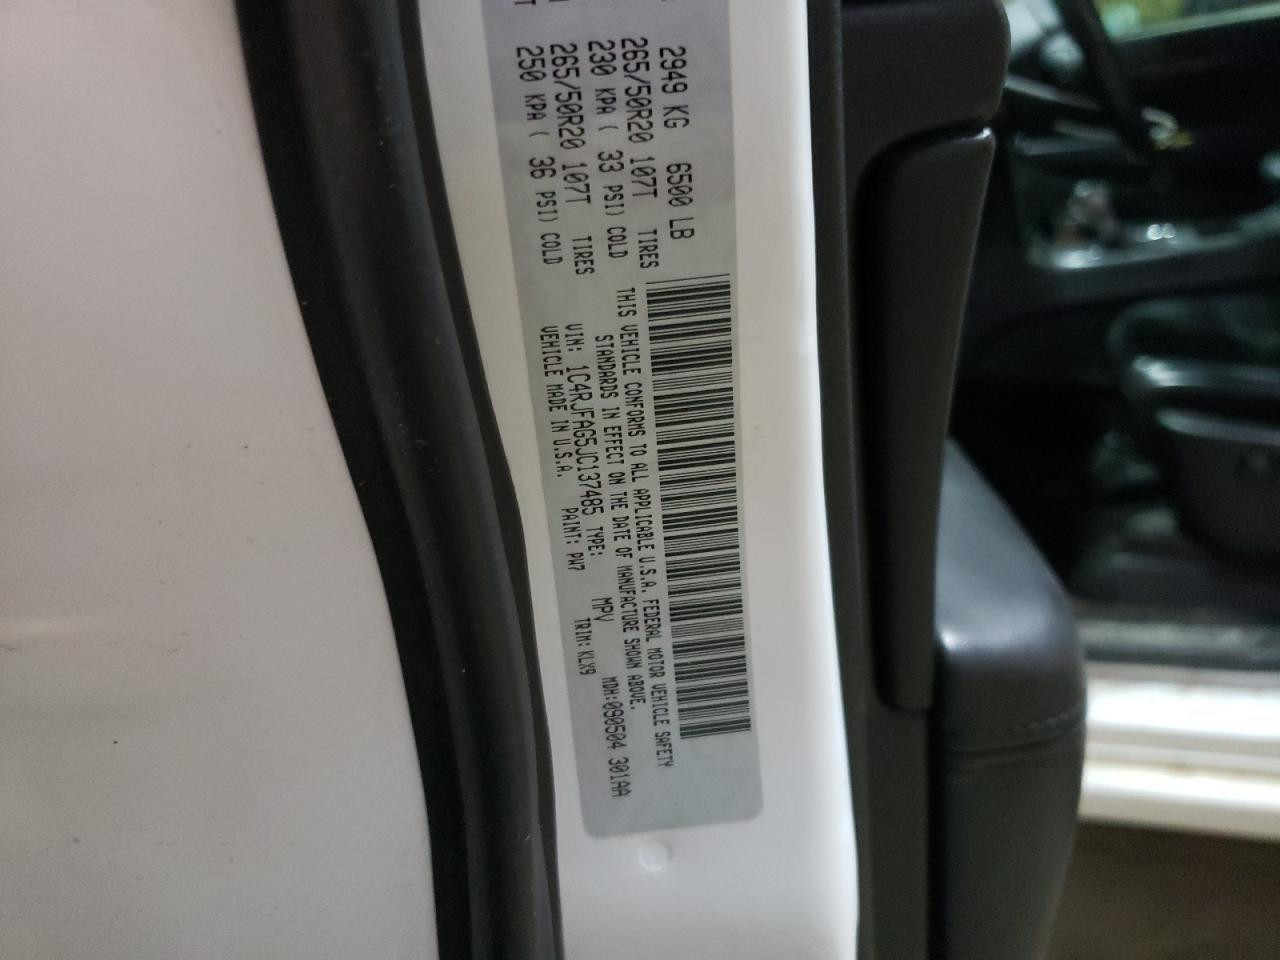 2949 KG 6500 LB
265/50R20 107T TIRES
230 KPA ( 33 PSI) COLD
265/50R20 107T TIRES
250 KPA ( 36 PSI) COLD
THIS VEHICLE CONFORMS TO ALL APPLICABLE U.S.A. FEDERAL MOTOR VEHICLE SAFETY
STANDARDS IN EFFECT ON THE DATE OF MANUFACTURE SHOWN ABOVE.
VIN: 1C4RJFAG5JC137485 TYPE: MPV MDH:090504 301AA
VEHICLE MADE IN U.S.A. PAINT: PW7 TRIM: KLX9